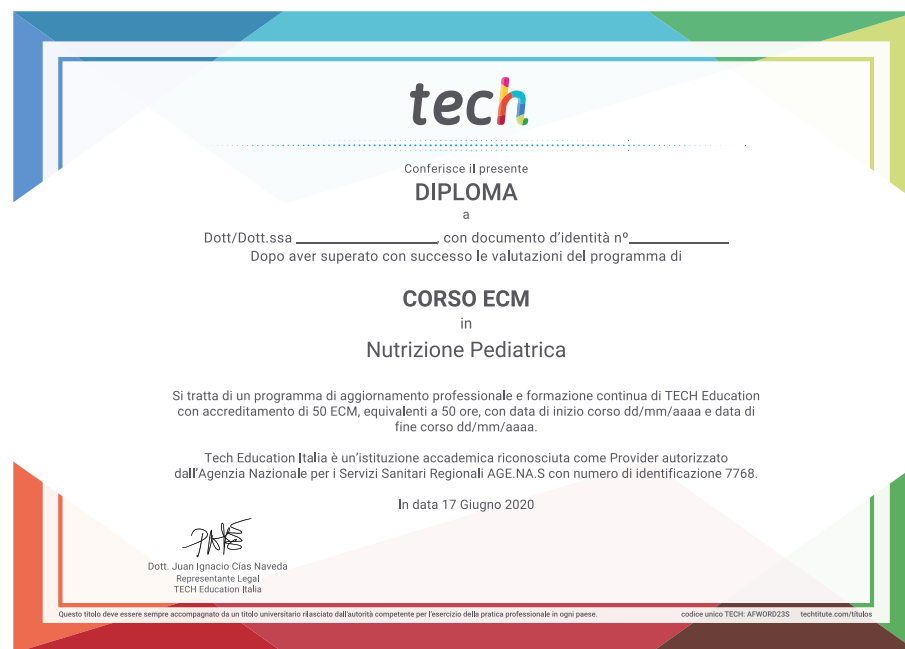 tech
Conferisce il presente
DIPLOMA
a
Dott/Dott.ssa ___________________, con documento d'identità nº______________
Dopo aver superato con successo le valutazioni del programma di
CORSO ECM
in
Nutrizione Pediatrica
Si tratta di un programma di aggiornamento professionale e formazione continua di TECH Education
con accreditamento di 50 ECM, equivalenti a 50 ore, con data di inizio corso dd/mm/aaaa e data di
fine corso dd/mm/aaaa.
Tech Education Italia è un'istituzione accademica riconosciuta come Provider autorizzato
dall'Agenzia Nazionale per i Servizi Sanitari Regionali AGE.NA.S con numero di identificazione 7768.
In data 17 Giugno 2020
Dott. Juan Ignacio Cías Naveda
Representante Legal
TECH Education Italia
Questo titolo deve essere sempre accompagnato da un titolo universitario rilasciato dall'autorità competente per l'esercizio della pratica professionale in ogni paese. codice unico TECH: AFWORD23S techtitute.com/títulos